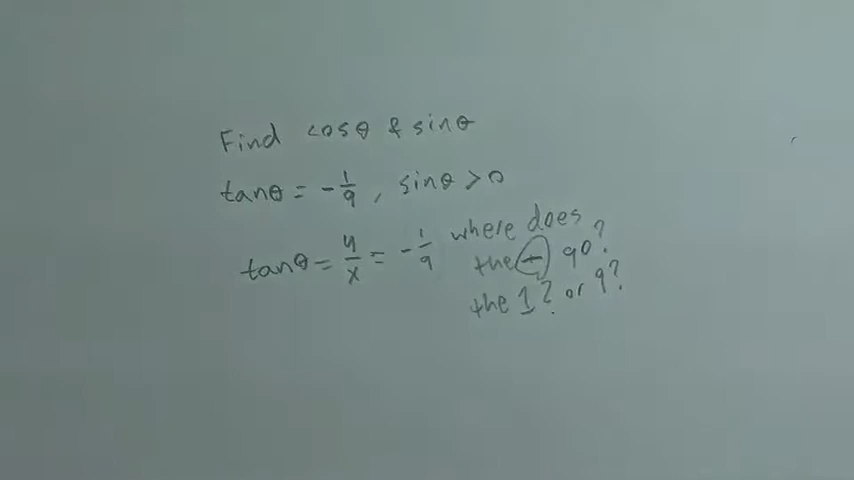 Find cosθ & sinθ
tanθ = -1/9, sinθ > 0
tanθ = y/x = -1/9 where does
the - go?
the 1? or 9?